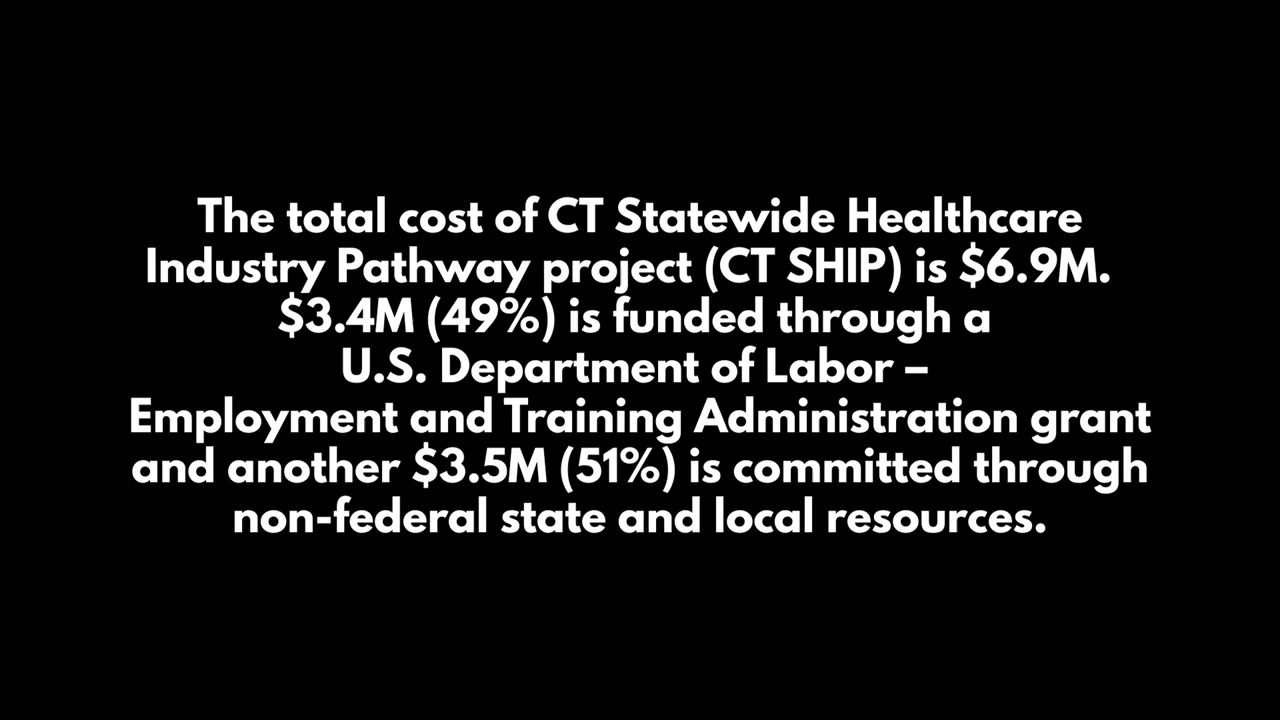 The total cost of CT Statewide Healthcare
Industry Pathway project (CT SHIP) is $6.9M.
$3.4M (49%) is funded through a
U.S. Department of Labor –
Employment and Training Administration grant
and another $3.5M (51%) is committed through
non-federal state and local resources.